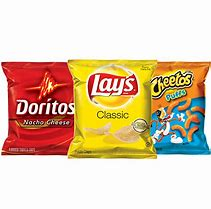 Doritos
Nacho Cheese
Lay's
Classic
Cheetos
Puffs